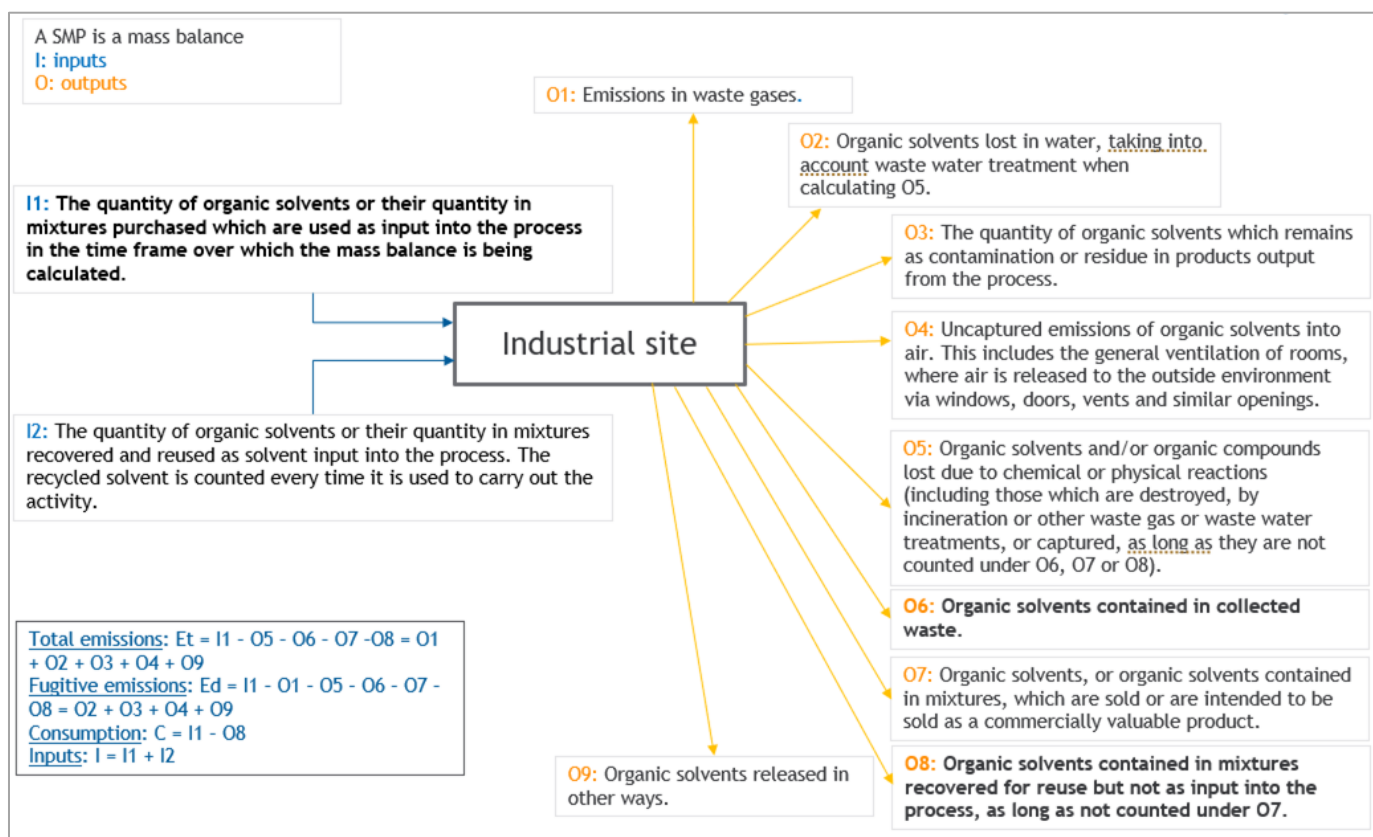 A SMP is a mass balance
I: inputs
O: outputs
O1: Emissions in waste gases.
O2: Organic solvents lost in water, taking into
account waste water treatment when
calculating O5.
I1: The quantity of organic solvents or their quantity in
mixtures purchased which are used as input into the process
in the time frame over which the mass balance is being
calculated.
O3: The quantity of organic solvents which remains
as contamination or residue in products output
from the process.
Industrial site
O4: Uncaptured emissions of organic solvents into
air. This includes the general ventilation of rooms,
where air is released to the outside environment
via windows, doors, vents and similar openings.
I2: The quantity of organic solvents or their quantity in mixtures
recovered and reused as solvent input into the process. The
recycled solvent is counted every time it is used to carry out the
activity.
O5: Organic solvents and/or organic compounds
lost due to chemical or physical reactions
(including those which are destroyed, by
incineration or other waste gas or waste water
treatments, or captured, as long as they are not
counted under O6, O7 or O8).
O6: Organic solvents contained in collected
waste.
Total emissions: Et = I1 - O5 - O6 - O7 -O8 = O1
+ O2 + O3 + O4 + O9
Fugitive emissions: Ed = I1 - O1 - O5 - O6 - O7 -
O8 = O2 + O3 + O4 + O9
Consumption: C = I1 - O8
Inputs: I = I1 + I2
O7: Organic solvents, or organic solvents contained
in mixtures, which are sold or are intended to be
sold as a commercially valuable product.
O9: Organic solvents released in
other ways.
O8: Organic solvents contained in mixtures
recovered for reuse but not as input into the
process, as long as not counted under O7.